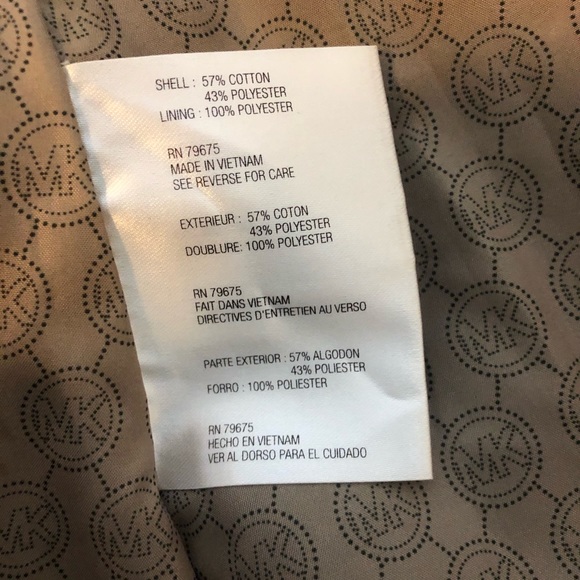 SHELL : 57% COTTON
43% POLYESTER
LINING : 100% POLYESTER
RN 79675
MADE IN VIETNAM
SEE REVERSE FOR CARE
EXTERIEUR : 57% COTON
43% POLYESTER
DOUBLURE: 100% POLYESTER
RN 79675
FAIT DANS VIETNAM
DIRECTIVES D'ENTRETIEN AU VERSO
PARTE EXTERIOR : 57% ALGODON
43% POLIESTER
FORRO : 100% POLIESTER
RN 79675
HECHO EN VIETNAM
VER AL DORSO PARA EL CUIDADO
MK